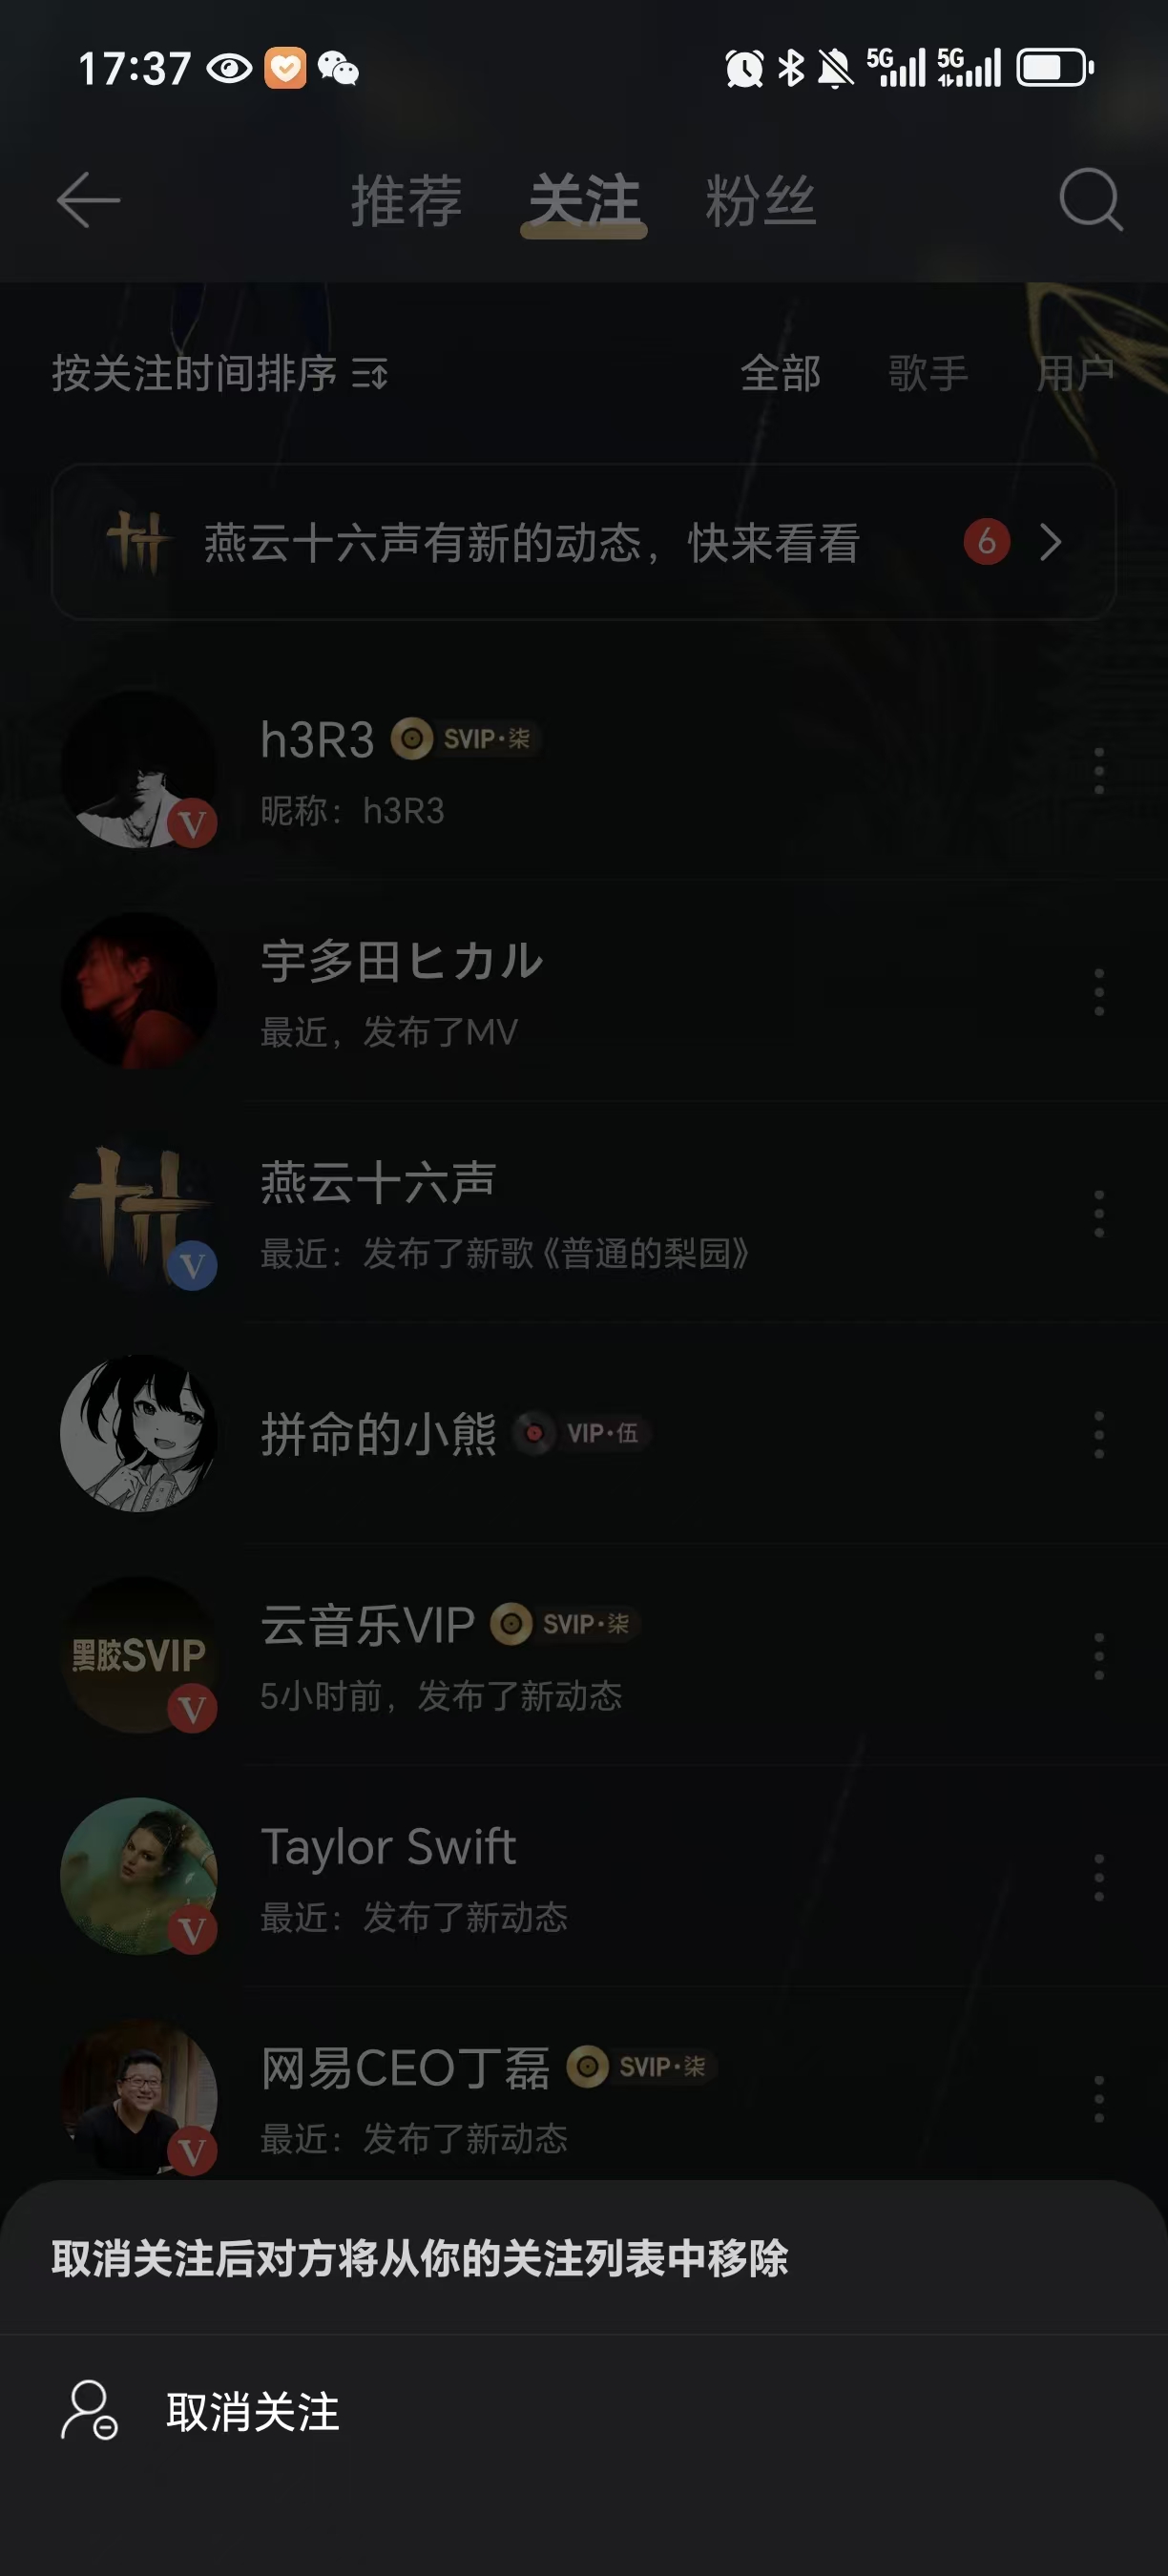 17:37
5G 5G
推荐 关注 粉丝
按关注时间排序 全部 歌手 用户
燕云十六声有新的动态，快来看看 6
h3R3 SVIP·柒
昵称：h3R3
V
宇多田ヒカル
最近，发布了MV
燕云十六声
最近：发布了新歌《普通的梨园》
V
拼命的小熊 VIP·伍
云音乐VIP SVIP·柒
黑胶SVIP
5小时前，发布了新动态
V
Taylor Swift
最近：发布了新动态
V
网易CEO丁磊 SVIP·柒
最近：发布了新动态
V
取消关注后对方将从你的关注列表中移除
取消关注